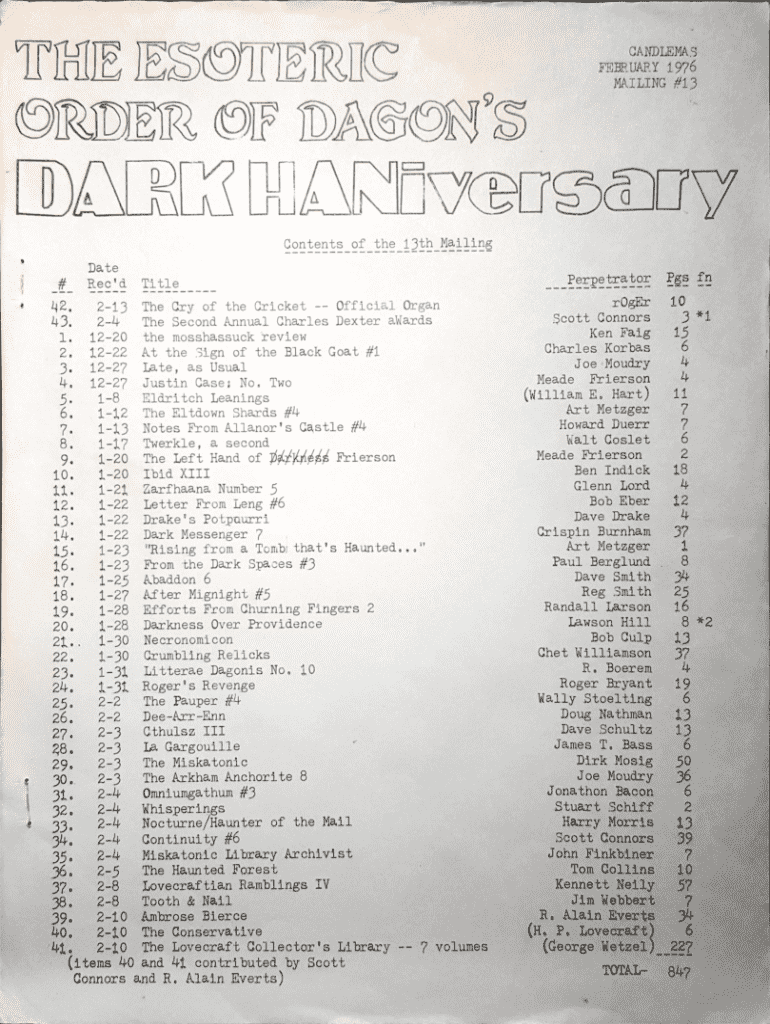 THE ESOTERIC
ORDER OF DAGON'S
DARK HANiversary
CANDLEMAS
FEBRUARY 1976
MAILING #13
Contents of the 13th Mailing
# Date Rec'd Title Perpetrator Pgs fn
42. 2-13 The Cry of the Cricket -- Official Organ rOgEr 10
43. 2-4 The Second Annual Charles Dexter aWards Scott Connors 3 *1
1. 12-20 the mosshassuck review Ken Faig 15
2. 12-22 At the Sign of the Black Goat #1 Charles Korbas 6
3. 12-27 Late, as Usual Joe Moudry 4
4. 12-27 Justin Case; No. Two Meade Frierson 4
5. 1-8 Eldritch Leanings (William E. Hart) 11
6. 1-12 The Eltdown Shards #4 Art Metzger 7
7. 1-13 Notes From Allanor's Castle #4 Howard Duerr 7
8. 1-17 Twerkle, a second Walt Coslet 6
9. 1-20 The Left Hand of Darkness Frierson Meade Frierson 2
10. 1-20 Ibid XIII Ben Indick 18
11. 1-21 Zarfhaana Number 5 Glenn Lord 4
12. 1-22 Letter From Leng #6 Bob Eber 12
13. 1-22 Drake's Potpourri Dave Drake 4
14. 1-22 Dark Messenger 7 Crispin Burnham 37
15. 1-23 "Rising from a Tomb that's Haunted..." Art Metzger 1
16. 1-23 From the Dark Spaces #3 Paul Berglund 8
17. 1-25 Abaddon 6 Dave Smith 34
18. 1-27 After Mignight #5 Reg Smith 25
19. 1-28 Efforts From Churning Fingers 2 Randall Larson 16
20. 1-28 Darkness Over Providence Lawson Hill 8 *2
21.. 1-30 Necronomicon Bob Culp 13
22. 1-30 Crumbling Relicks Chet Williamson 37
23. 1-31 Litterae Dagonis No. 10 R. Boerem 4
24. 1-31 Roger's Revenge Roger Bryant 19
25. 2-2 The Pauper #4 Wally Stoelting 6
26. 2-2 Dee-Arr-Enn Doug Nathman 13
27. 2-3 Cthulsz III Dave Schultz 13
28. 2-3 La Gargouille James T. Bass 6
29. 2-3 The Miskatonic Dirk Mosig 50
30. 2-3 The Arkham Anchorite 8 Joe Moudry 36
31. 2-4 Omniumgathum #3 Jonathon Bacon 6
32. 2-4 Whisperings Stuart Schiff 2
33. 2-4 Nocturne/Haunter of the Mail Harry Morris 13
34. 2-4 Continuity #6 Scott Connors 39
35. 2-4 Miskatonic Library Archivist John Finkbiner 7
36. 2-5 The Haunted Forest Tom Collins 10
37. 2-8 Lovecraftian Ramblings IV Kennett Neily 57
38. 2-8 Tooth & Nail Jim Webbert 7
39. 2-10 Ambrose Bierce R. Alain Everts 34
40. 2-10 The Conservative (H. P. Lovecraft) 6
41. 2-10 The Lovecraft Collector's Library -- 7 volumes (George Wetzel) 227
(items 40 and 41 contributed by Scott
Connors and R. Alain Everts)
TOTAL- 847